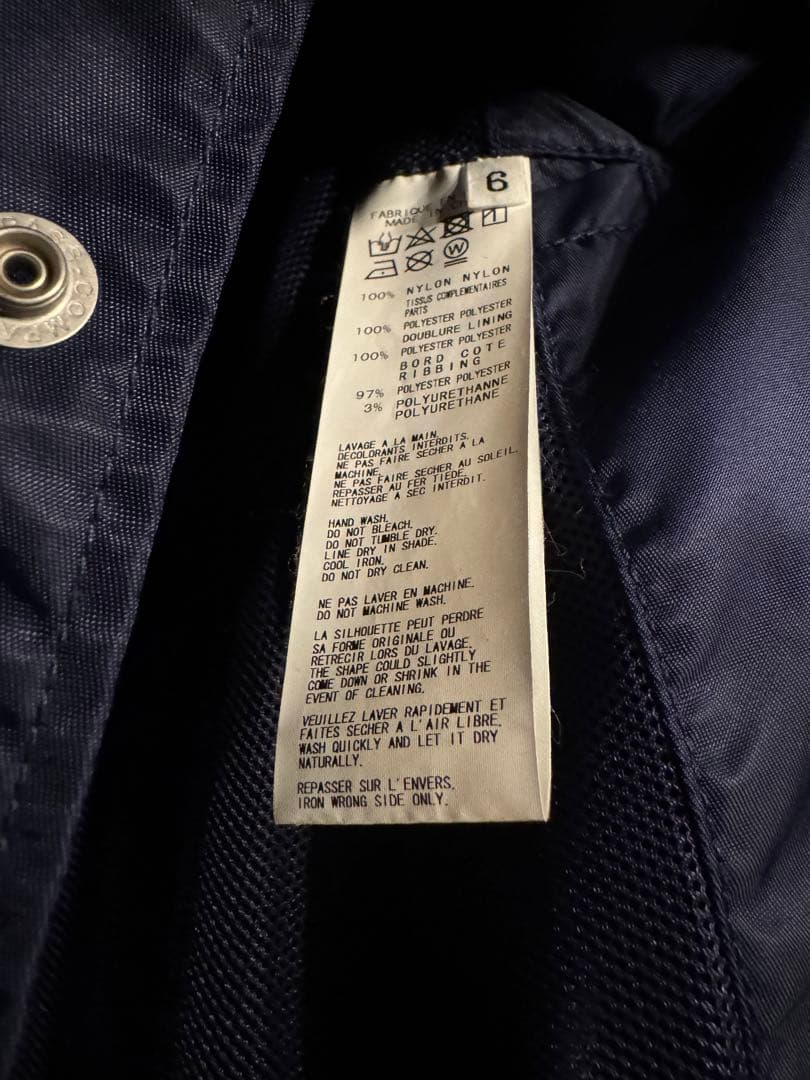 6
FABRIQUE EN
MADE IN
W
100% NYLON NYLON
TISSUS COMPLEMENTAIRES
PARTS
100% POLYESTER POLYESTER
DOUBLURE LINING
100% POLYESTER POLYESTER
BORD COTE
RIBBING
97% POLYESTER POLYESTER
3% POLYURETHANNE
POLYURETHANE
LAVAGE A LA MAIN.
DECOLORANTS INTERDITS.
NE PAS FAIRE SECHER A LA
MACHINE.
NE PAS FAIRE SECHER AU SOLEIL.
REPASSER AU FER TIEDE.
NETTOYAGE A SEC INTERDIT.
HAND WASH.
DO NOT BLEACH.
DO NOT TUMBLE DRY.
LINE DRY IN SHADE.
COOL IRON.
DO NOT DRY CLEAN.
NE PAS LAVER EN MACHINE.
DO NOT MACHINE WASH.
LA SILHOUETTE PEUT PERDRE
SA FORME ORIGINALE OU
RETRECIR LORS DU LAVAGE.
THE SHAPE COULD SLIGHTLY
COME DOWN OR SHRINK IN THE
EVENT OF CLEANING.
VEUILLEZ LAVER RAPIDEMENT ET
FAITES SECHER A L'AIR LIBRE.
WASH QUICKLY AND LET IT DRY
NATURALLY.
REPASSER SUR L'ENVERS.
IRON WRONG SIDE ONLY.